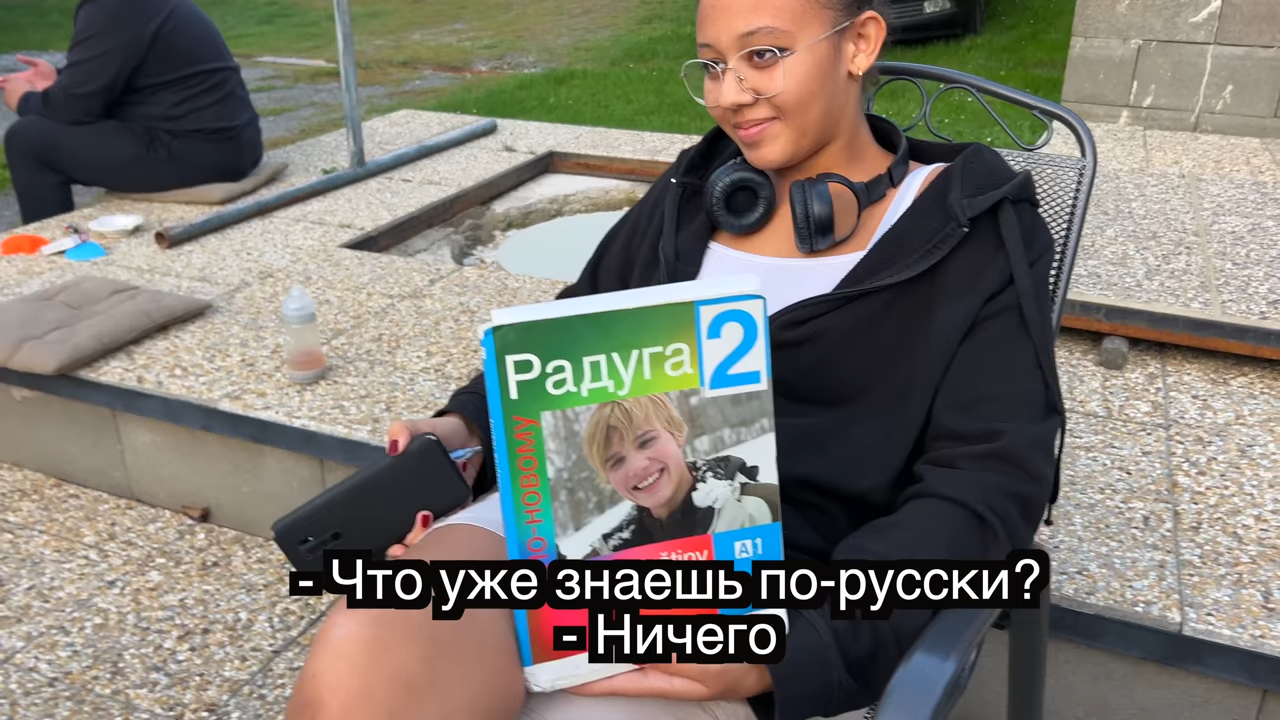 Радуга
2
по-новому
A1
- Что уже знаешь по-русски?
- Ничего